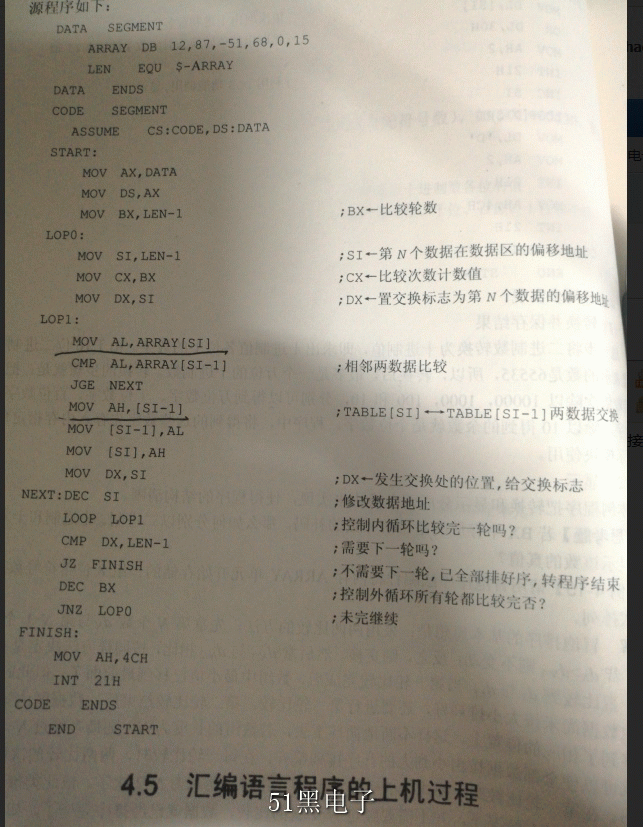 源程序如下:
DATA SEGMENT
ARRAY DB 12,87,-51,68,0,15
LEN EQU $-ARRAY
DATA ENDS
CODE SEGMENT
ASSUME CS:CODE,DS:DATA
START:
MOV AX,DATA
MOV DS,AX
MOV BX,LEN-1 ;BX←比较轮数
LOP0:
MOV SI,LEN-1 ;SI←第N个数据在数据区的偏移地址
MOV CX,BX ;CX←比较次数计数值
MOV DX,SI ;DX←置交换标志为第N个数据的偏移地址
LOP1:
MOV AL,ARRAY[SI]
CMP AL,ARRAY[SI-1] ;相邻两数据比较
JGE NEXT
MOV AH,[SI-1] ;TABLE[SI]←→TABLE[SI-1]两数据交换
MOV [SI-1],AL
MOV [SI],AH
MOV DX,SI ;DX←发生交换处的位置,给交换标志
NEXT:DEC SI ;修改数据地址
LOOP LOP1 ;控制内循环比较完一轮吗?
CMP DX,LEN-1 ;需要下一轮吗?
JZ FINISH ;不需要下一轮,已全部排好序,转程序结束
DEC BX ;控制外循环所有轮都比较完否?
JNZ LOP0 ;未完继续
FINISH:
MOV AH,4CH
INT 21H
CODE ENDS
END START
4.5 汇编语言程序的上机过程
51黑电子